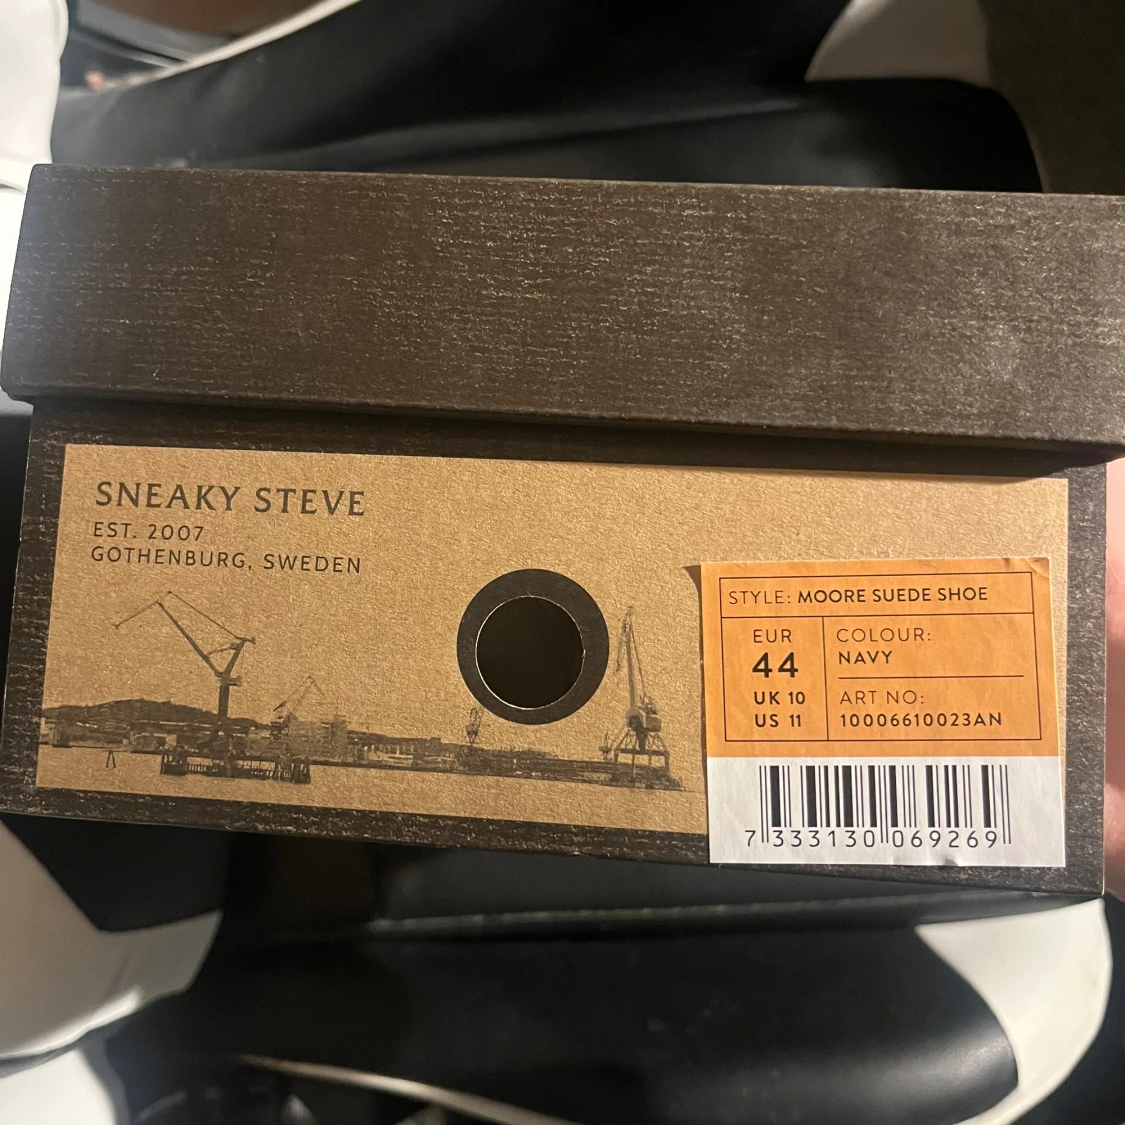 SNEAKY STEVE
EST. 2007
GOTHENBURG, SWEDEN
STYLE: MOORE SUEDE SHOE
EUR
44
UK 10
US 11
COLOUR:
NAVY
ART NO:
10006610023AN
7 333130 069269